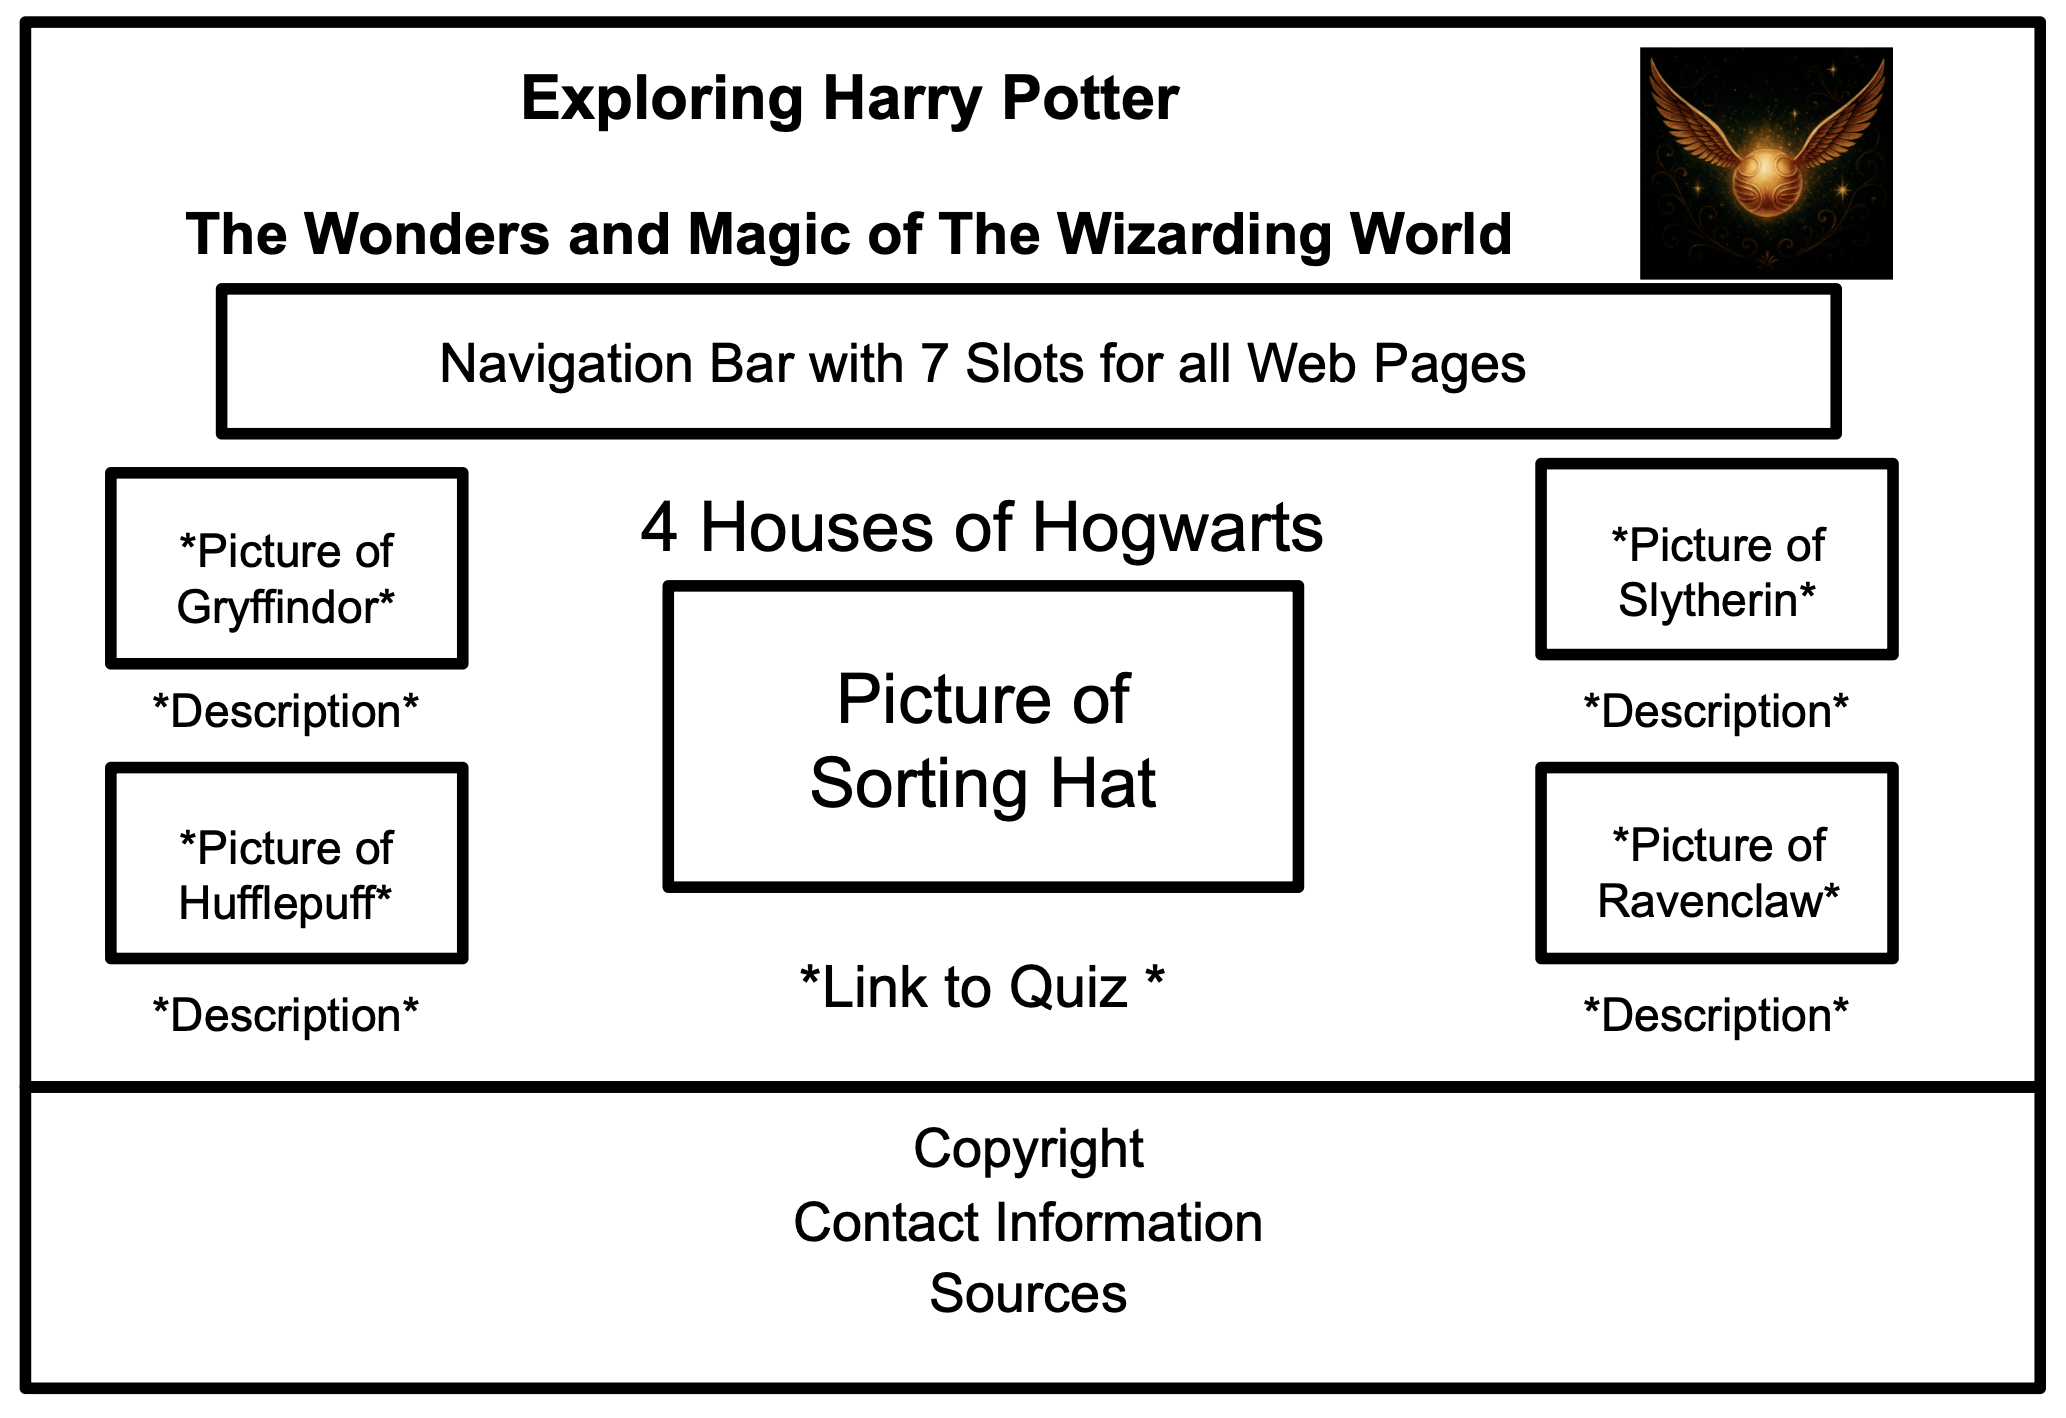 Exploring Harry Potter
The Wonders and Magic of The Wizarding World
Navigation Bar with 7 Slots for all Web Pages
*Picture of
Gryffindor*
*Description*
*Picture of
Hufflepuff*
*Description*
4 Houses of Hogwarts
Picture of
Sorting Hat
*Link to Quiz *
*Picture of
Slytherin*
*Description*
*Picture of
Ravenclaw*
*Description*
Copyright
Contact Information
Sources